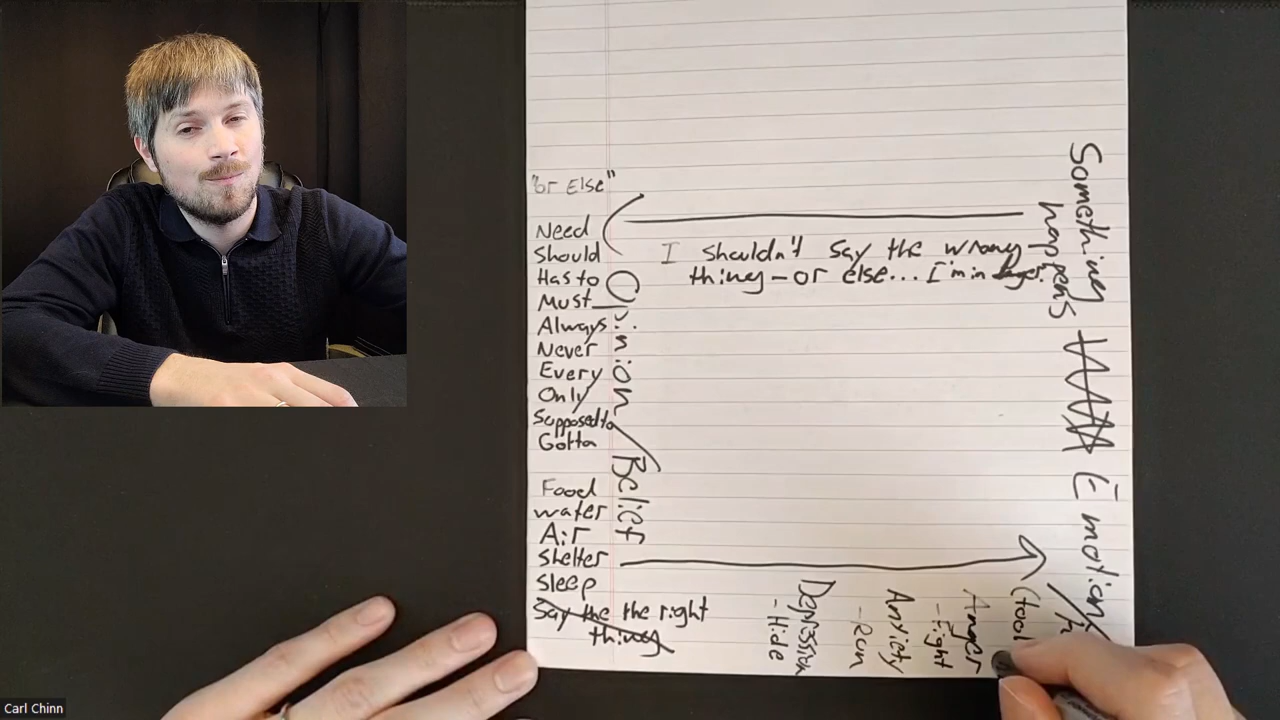 "or Else"
Need
Should
Has to
Must
Always
Never
Every
Only
Supposed to
Gotta
Food
water
Air
shelter
sleep
Say the the right
thing
Opinion/Belief
I shouldn't say the wrong
thing - or else... I'm in
Something
happens
Emotion/
(tool
Anger
- Fight
Anxiety
- Run
Depression
- Hide
Carl Chinn